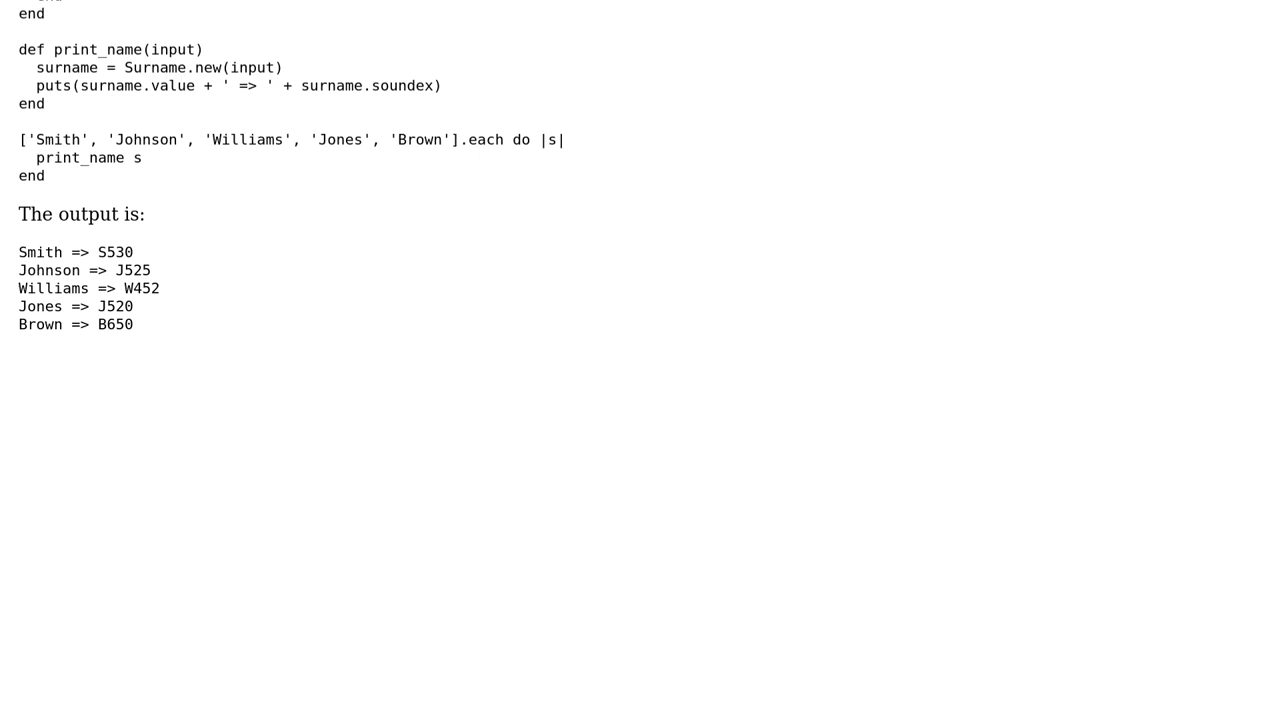 end
def print_name(input)
  surname = Surname.new(input)
  puts(surname.value + ' => ' + surname.soundex)
end
['Smith', 'Johnson', 'Williams', 'Jones', 'Brown'].each do |s|
  print_name s
end
The output is:
Smith => S530
Johnson => J525
Williams => W452
Jones => J520
Brown => B650